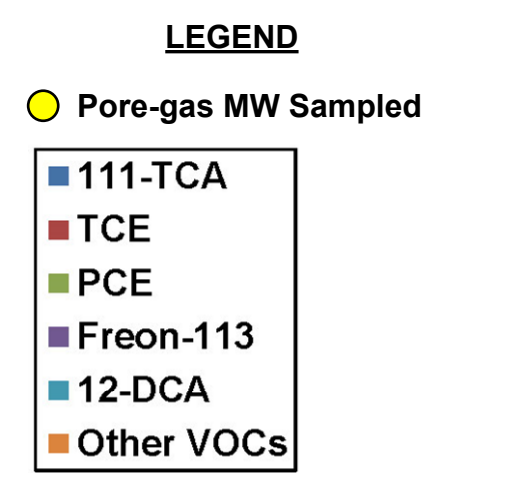 LEGEND
Pore-gas MW Sampled
111-TCA
TCE
PCE
Freon-113
12-DCA
Other VOCs